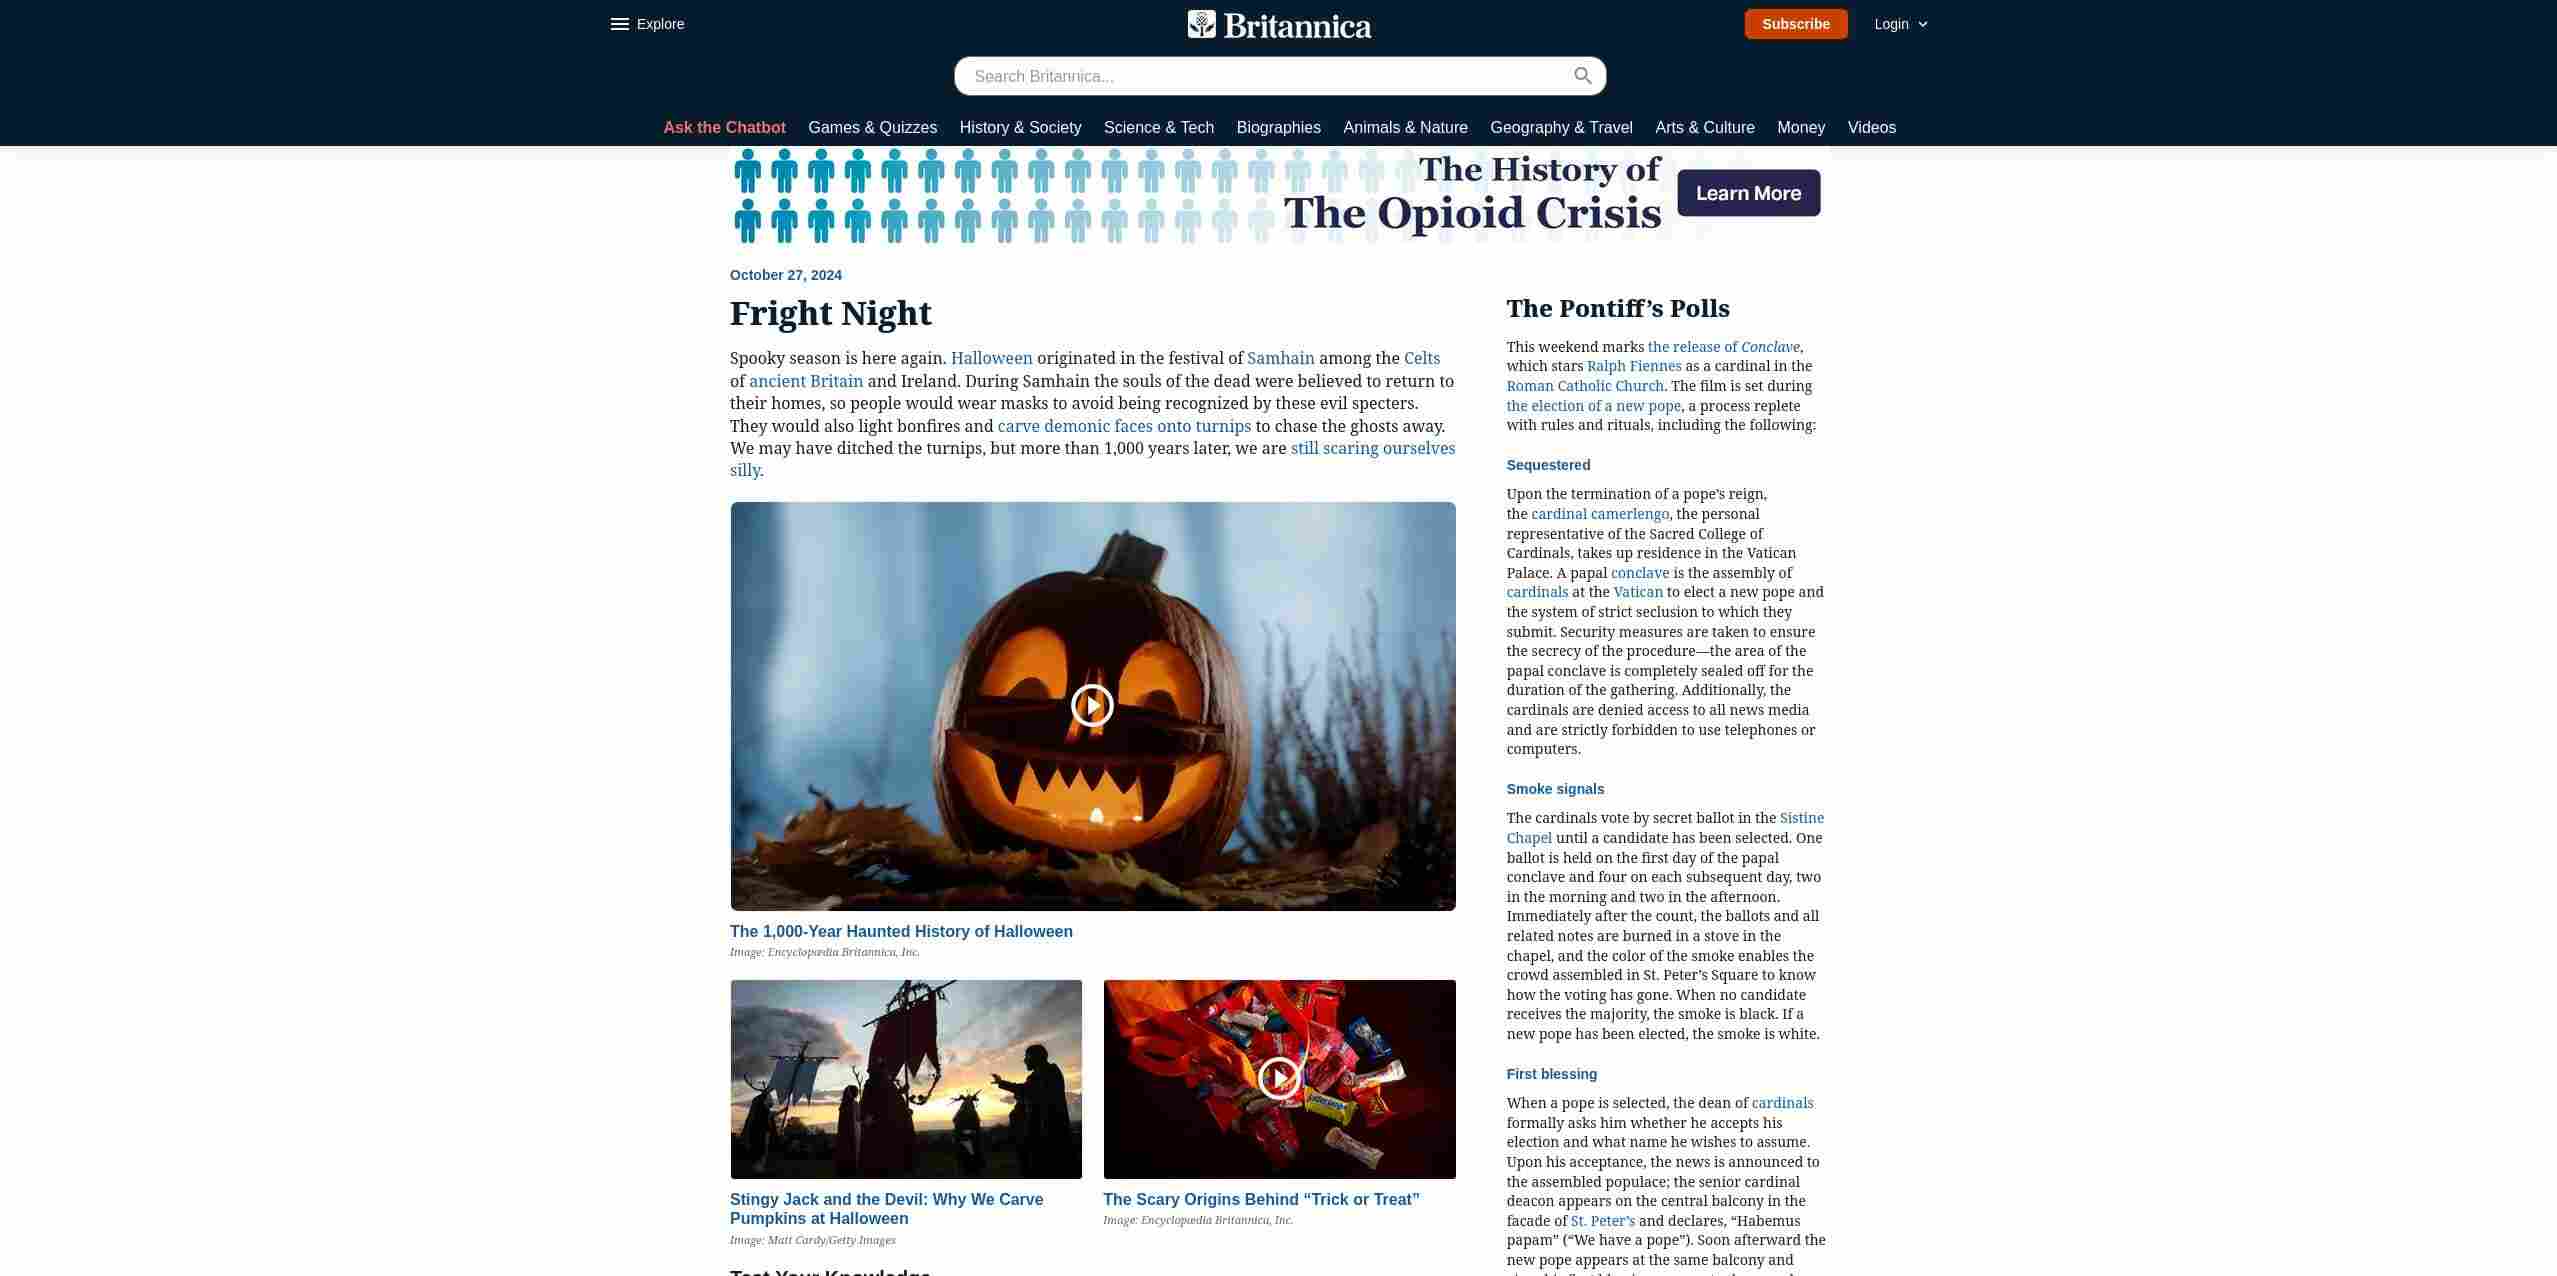 Explore
Britannica
Subscribe
Login
Search Britannica...
Ask the Chatbot
Games & Quizzes
History & Society
Science & Tech
Biographies
Animals & Nature
Geography & Travel
Arts & Culture
Money
Videos
The History of
The Opioid Crisis
Learn More
October 27, 2024
Fright Night
Spooky season is here again. Halloween originated in the festival of Samhain among the Celts
of ancient Britain and Ireland. During Samhain the souls of the dead were believed to return to
their homes, so people would wear masks to avoid being recognized by these evil specters.
They would also light bonfires and carve demonic faces onto turnips to chase the ghosts away.
We may have ditched the turnips, but more than 1,000 years later, we are still scaring ourselves
silly.
The 1,000-Year Haunted History of Halloween
Image: Encyclopædia Britannica, Inc.
Stingy Jack and the Devil: Why We Carve
Pumpkins at Halloween
Image: Matt Cardy/Getty Images
The Scary Origins Behind “Trick or Treat”
Image: Encyclopædia Britannica, Inc.
Test Your Knowledge
The Pontiff’s Polls
This weekend marks the release of Conclave,
which stars Ralph Fiennes as a cardinal in the
Roman Catholic Church. The film is set during
the election of a new pope, a process replete
with rules and rituals, including the following:
Sequestered
Upon the termination of a pope’s reign,
the cardinal camerlengo, the personal
representative of the Sacred College of
Cardinals, takes up residence in the Vatican
Palace. A papal conclave is the assembly of
cardinals at the Vatican to elect a new pope and
the system of strict seclusion to which they
submit. Security measures are taken to ensure
the secrecy of the procedure—the area of the
papal conclave is completely sealed off for the
duration of the gathering. Additionally, the
cardinals are denied access to all news media
and are strictly forbidden to use telephones or
computers.
Smoke signals
The cardinals vote by secret ballot in the Sistine
Chapel until a candidate has been selected. One
ballot is held on the first day of the papal
conclave and four on each subsequent day, two
in the morning and two in the afternoon.
Immediately after the count, the ballots and all
related notes are burned in a stove in the
chapel, and the color of the smoke enables the
crowd assembled in St. Peter’s Square to know
how the voting has gone. When no candidate
receives the majority, the smoke is black. If a
new pope has been elected, the smoke is white.
First blessing
When a pope is selected, the dean of cardinals
formally asks him whether he accepts his
election and what name he wishes to assume.
Upon his acceptance, the news is announced to
the assembled populace; the senior cardinal
deacon appears on the central balcony in the
facade of St. Peter’s and declares, “Habemus
papam” (“We have a pope”). Soon afterward the
new pope appears at the same balcony and